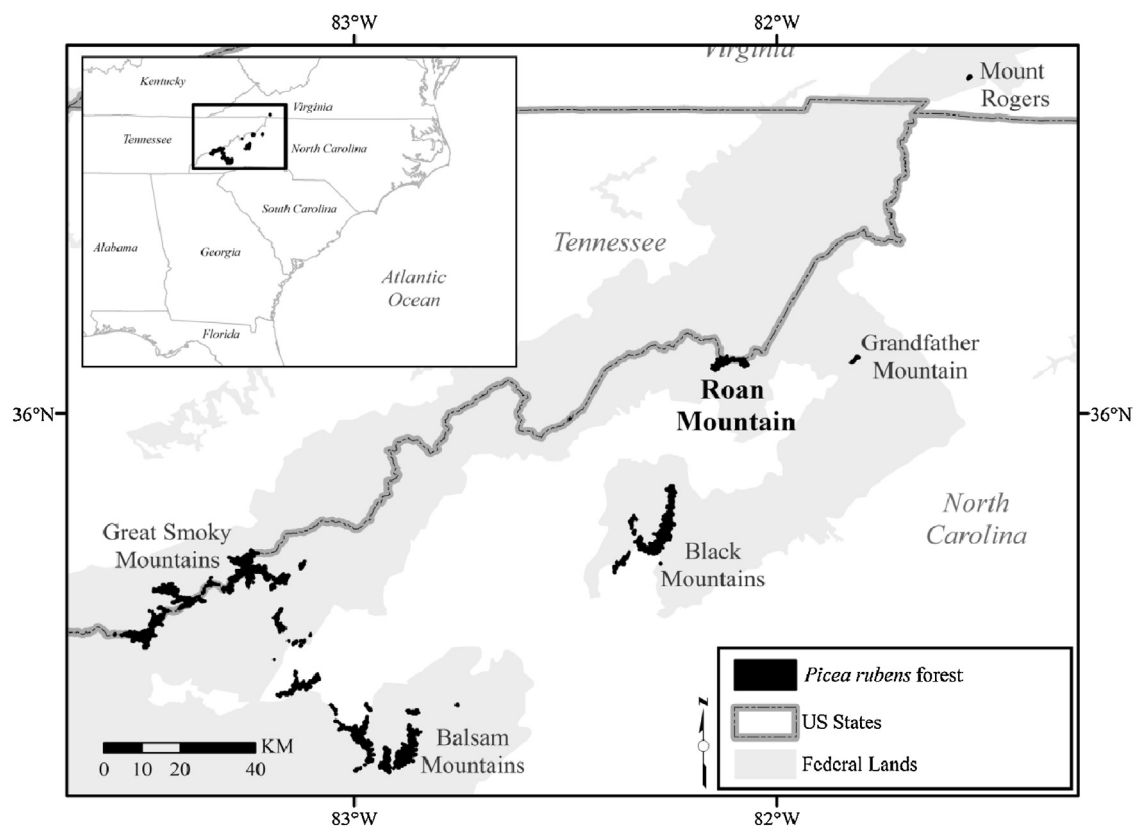 83°W
82°W
Virginia
Mount
Rogers
Kentucky
Virginia
Tennessee
North Carolina
South Carolina
Alabama
Georgia
Atlantic
Ocean
Florida
Tennessee
Grandfather
Mountain
Roan
Mountain
36°N
36°N
North
Carolina
Great Smoky
Mountains
Black
Mountains
Balsam
Mountains
Picea rubens forest
US States
Federal Lands
N
KM
0 10 20 40
83°W
82°W